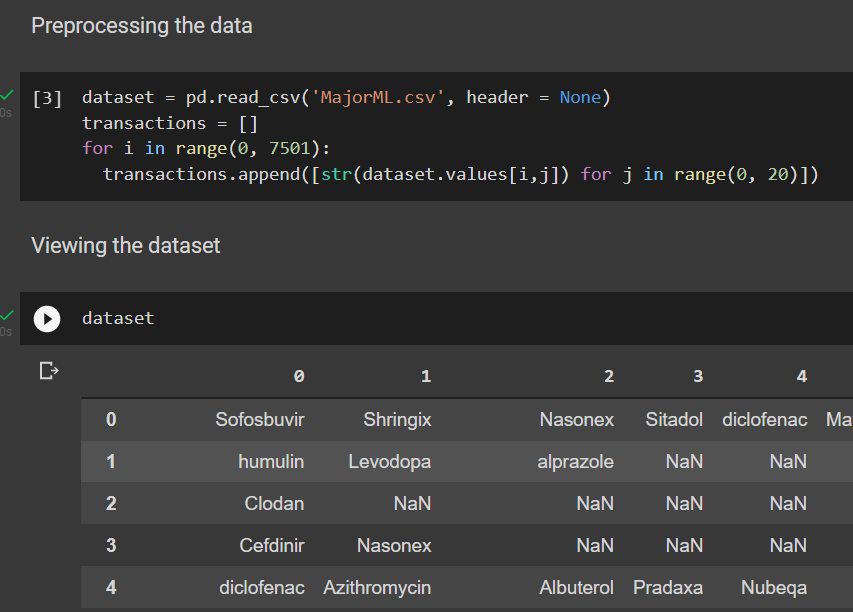 Preprocessing the data
[3] dataset = pd.read_csv('MajorML.csv', header = None)
transactions = []
for i in range(0, 7501):
transactions.append([str(dataset.values[i,j]) for j in range(0, 20)])
0s
Viewing the dataset
dataset
0s
0 1 2 3 4
0 Sofosbuvir Shringix Nasonex Sitadol diclofenac Ma
1 humulin Levodopa alprazole NaN NaN
2 Clodan NaN NaN NaN NaN
3 Cefdinir Nasonex NaN NaN NaN
4 diclofenac Azithromycin Albuterol Pradaxa Nubeqa